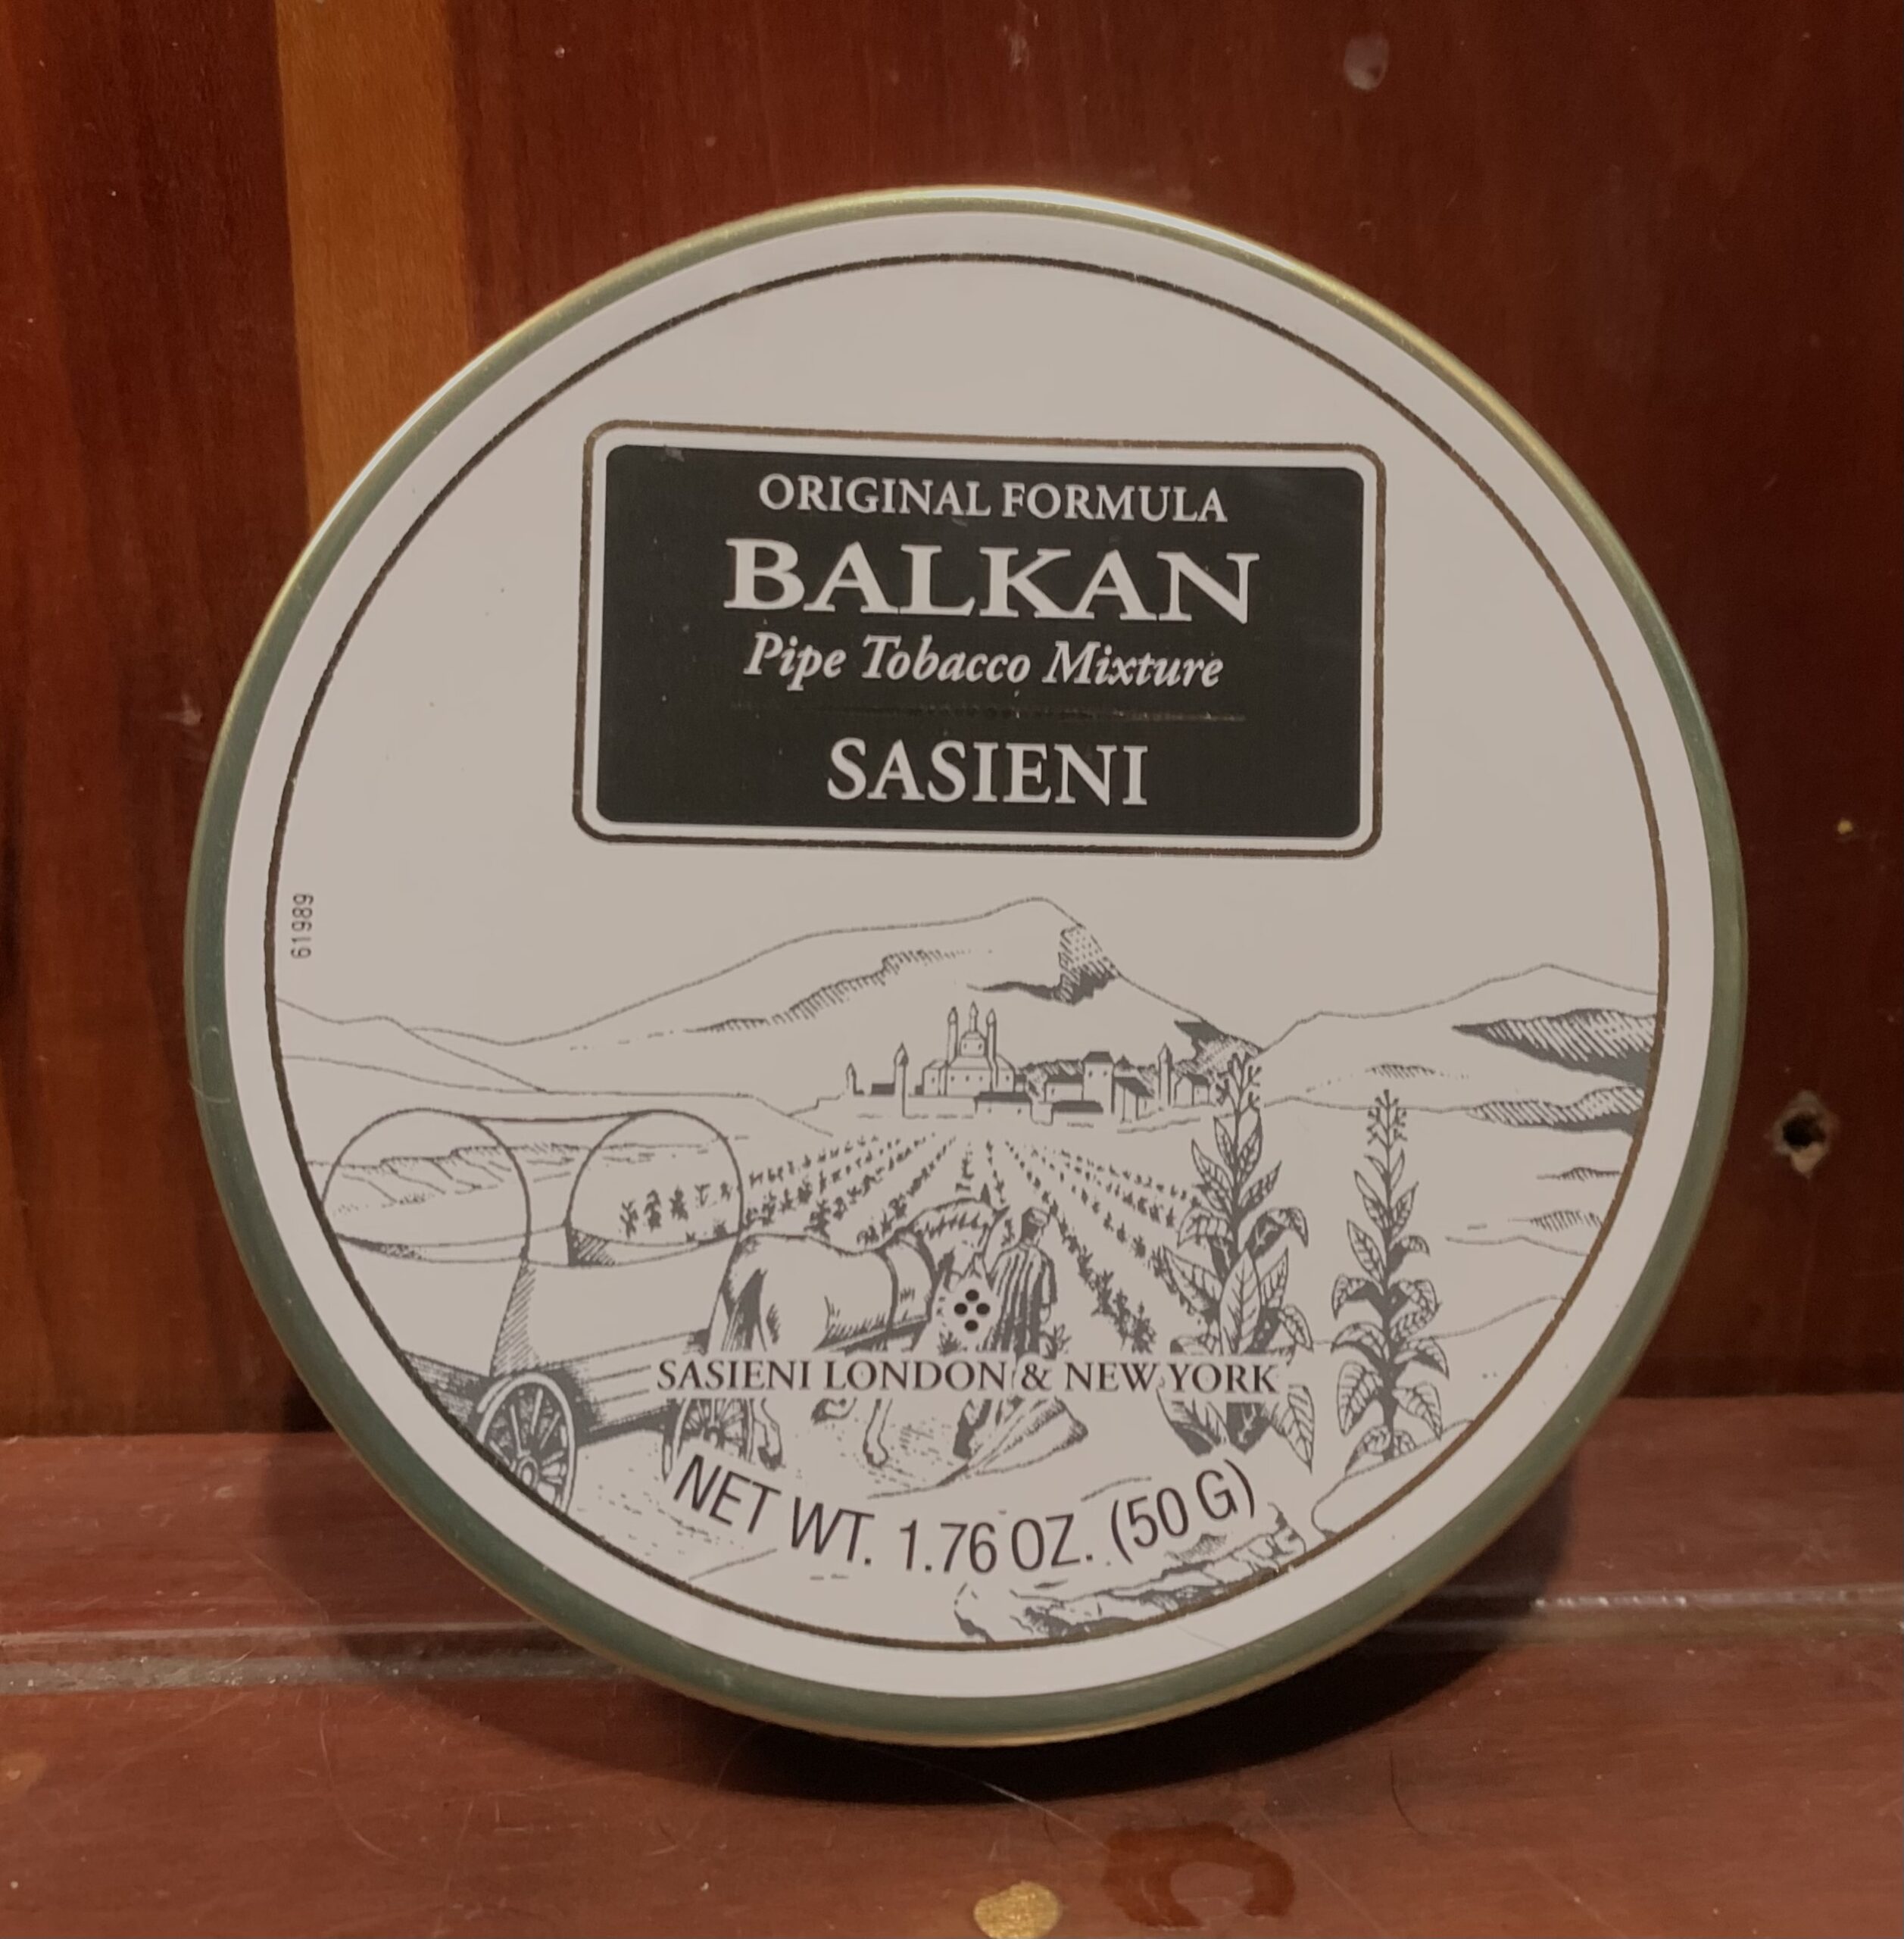 ORIGINAL FORMULA
BALKAN
Pipe Tobacco Mixture
SASIENI
61989
SASIENI LONDON & NEW YORK
NET WT. 1.76 OZ. (50 G)